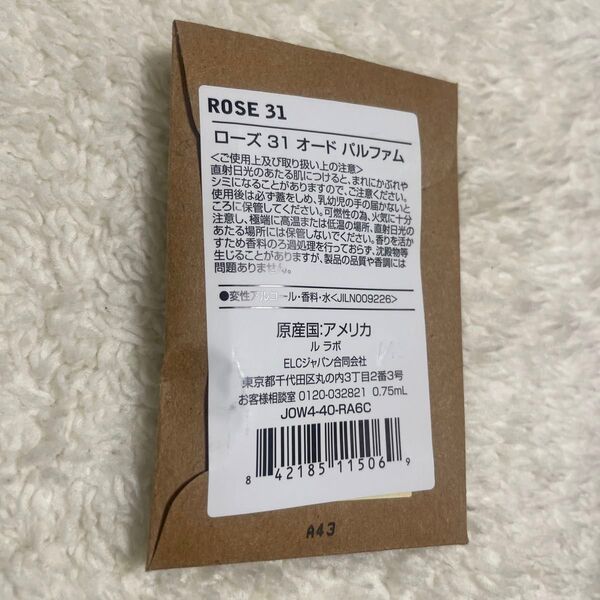 ROSE 31
ローズ 31 オード パルファム
<ご使用上及び取り扱い上の注意>
直射日光のあたる肌につけると、まれにかぶれや
シミになることがありますので、ご注意ください。
使用後は必ず蓋をしめ、乳幼児の手の届かないと
ころに保管してください。可燃性の為、火気に十分
注意し、極端に高温または低温の場所、直射日光の
あたる場所には保管しないでください。香りを活か
すため香料のろ過処理を行っておらず、沈殿物等
生じることがありますが、製品の品質や香調には
問題ありません。
●変性アルコール・香料・水<JILN009226>
原産国:アメリカ
ル ラボ
ELCジャパン合同会社
東京都千代田区丸の内3丁目2番3号
お客様相談室 0120-032821 0.75mL
J0W4-40-RA6C
8 42185 11506 9
A43